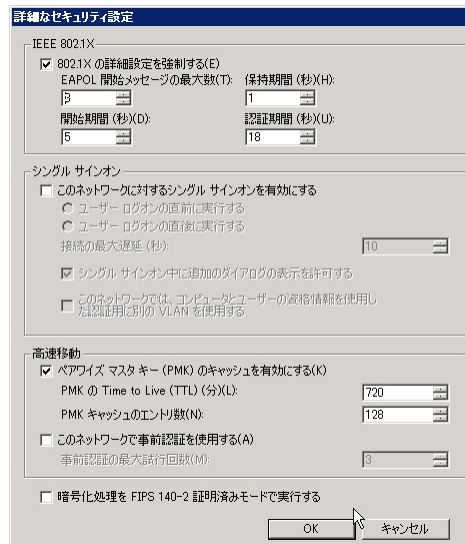 詳細なセキュリティ設定
IEEE 802.1X
802.1X の詳細設定を強制する(E)
EAPOL 開始メッセージの最大数(T): 保持期間 (秒)(H):
3 1
開始期間 (秒)(D): 認証期間 (秒)(U):
5 18
シングル サインオン
このネットワークに対するシングル サインオンを有効にする
ユーザー ログオンの直前に実行する
ユーザー ログオンの直後に実行する
接続の最大遅延 (秒): 10
シングル サインオン中に追加のダイアログの表示を許可する
このネットワークでは、コンピュータとユーザーの資格情報を使用し
た認証用に別の VLAN を使用する
高速移動
ペアワイズ マスタ キー (PMK) のキャッシュを有効にする(K)
PMK の Time to Live (TTL) (分)(L): 720
PMK キャッシュのエントリ数(N): 128
このネットワークで事前認証を使用する(A)
事前認証の最大試行回数(M): 3
暗号化処理を FIPS 140-2 証明済みモードで実行する
OK キャンセル